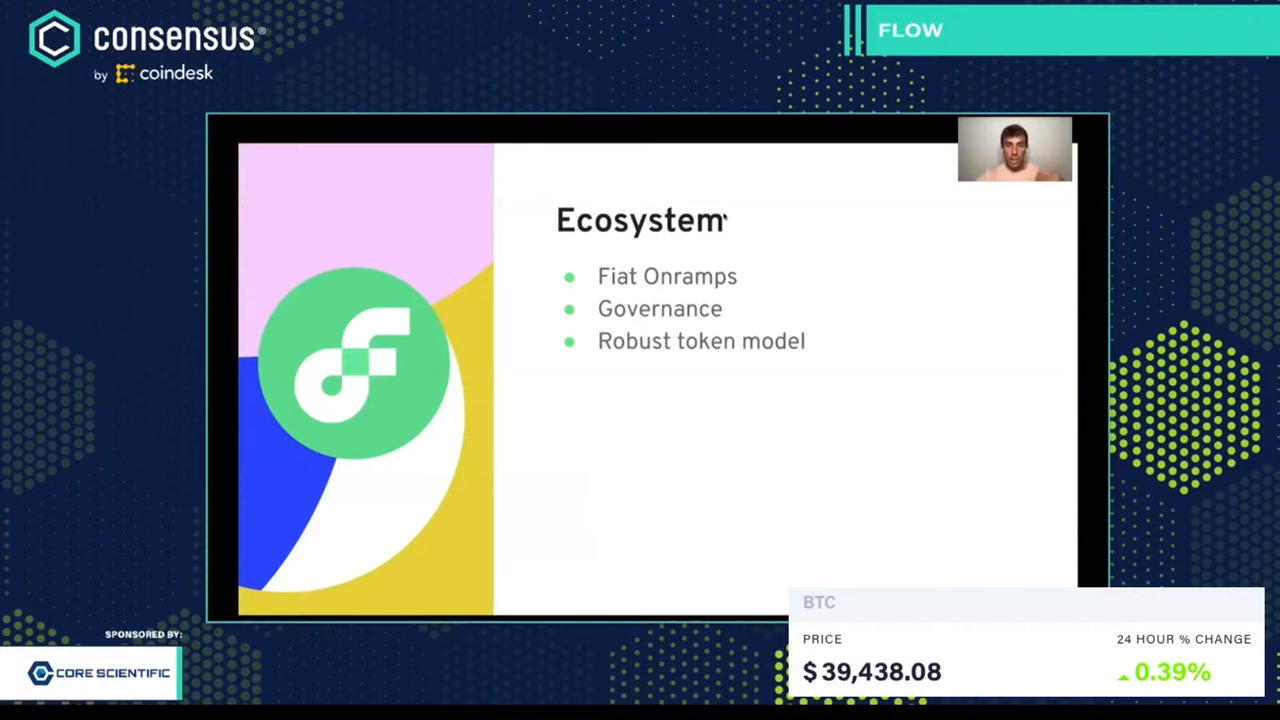 consensus®
by coindesk
FLOW
Ecosystem
Fiat Onramps
Governance
Robust token model
SPONSORED BY:
CORE SCIENTIFIC
BTC
PRICE
24 HOUR % CHANGE
$39,438.08
0.39%